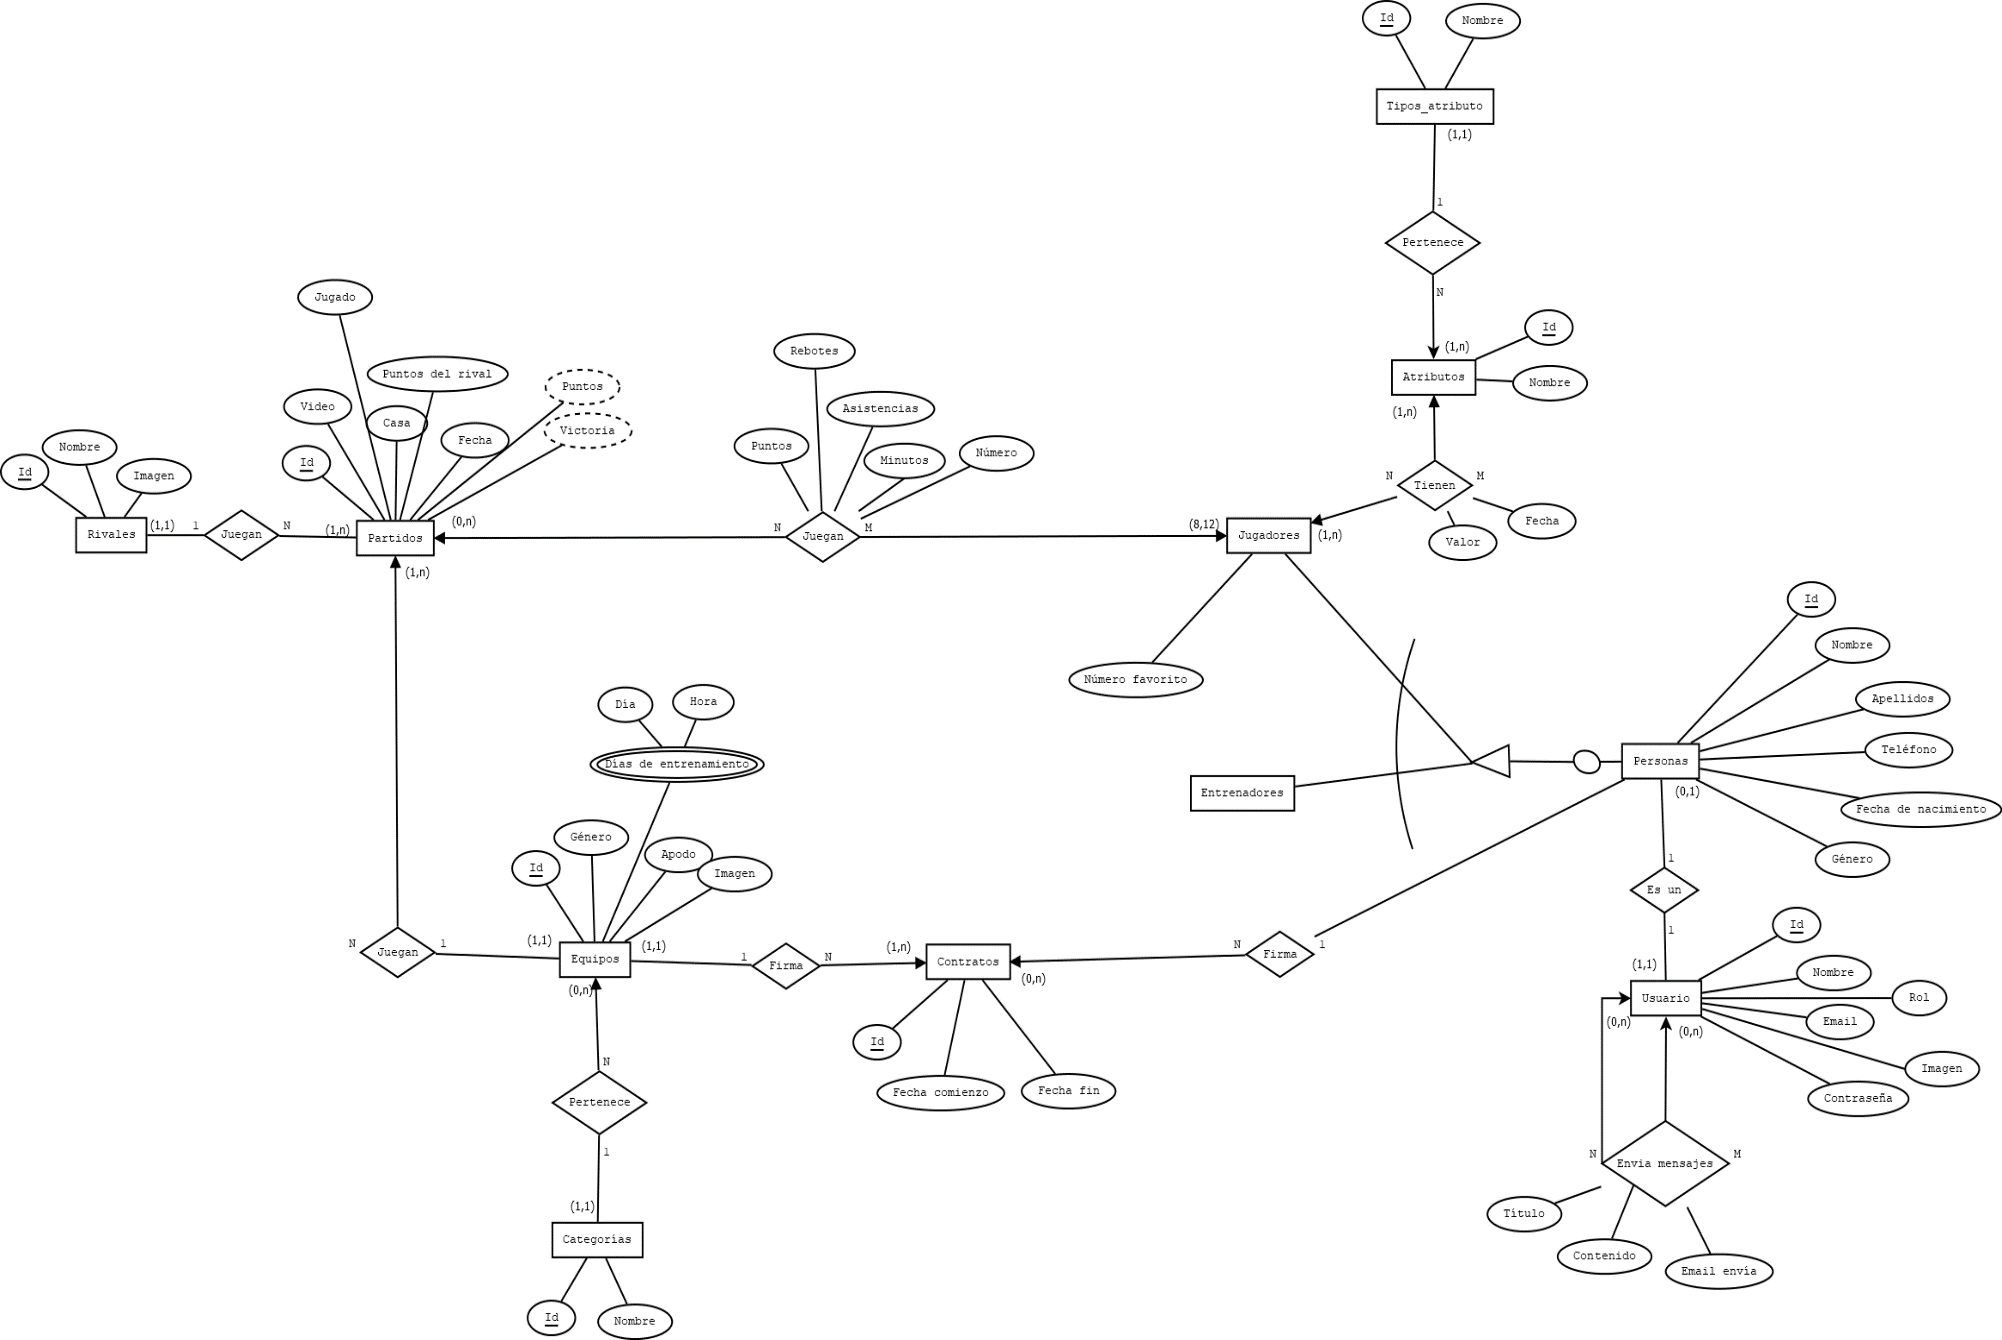 Id
Nombre
Tipos_atributo
(1,1)
1
Pertenece
N
(1,n)
Atributos
Id
Nombre
(1,n)
N
M
Tienen
Valor
Fecha
Jugado
Puntos del rival
Puntos
Video
Casa
Victoria
Fecha
Id
Nombre
Id
Imagen
Rivales
(1,1)
1
Juegan
N
(1,n)
Partidos
(0,n)
(1,n)
Rebotes
Asistencias
Puntos
Minutos
Número
N
Juegan
M
(8,12)
Jugadores
(1,n)
Número favorito
Entrenadores
Id
Nombre
Apellidos
Teléfono
Personas
(0,1)
Fecha de nacimiento
Género
1
Es un
1
(1,1)
Id
Nombre
Usuario
Rol
Email
(0,n)
(0,n)
Imagen
Contraseña
N
Envia mensajes
M
Título
Contenido
Email envía
Día
Hora
Días de entrenamiento
Género
Id
Apodo
Imagen
N
Juegan
1
(1,1)
Equipos
(1,1)
(0,n)
1
Firma
N
(1,n)
Contratos
(0,n)
N
Firma
1
Id
Fecha comienzo
Fecha fin
N
Pertenece
1
(1,1)
Categorías
Id
Nombre